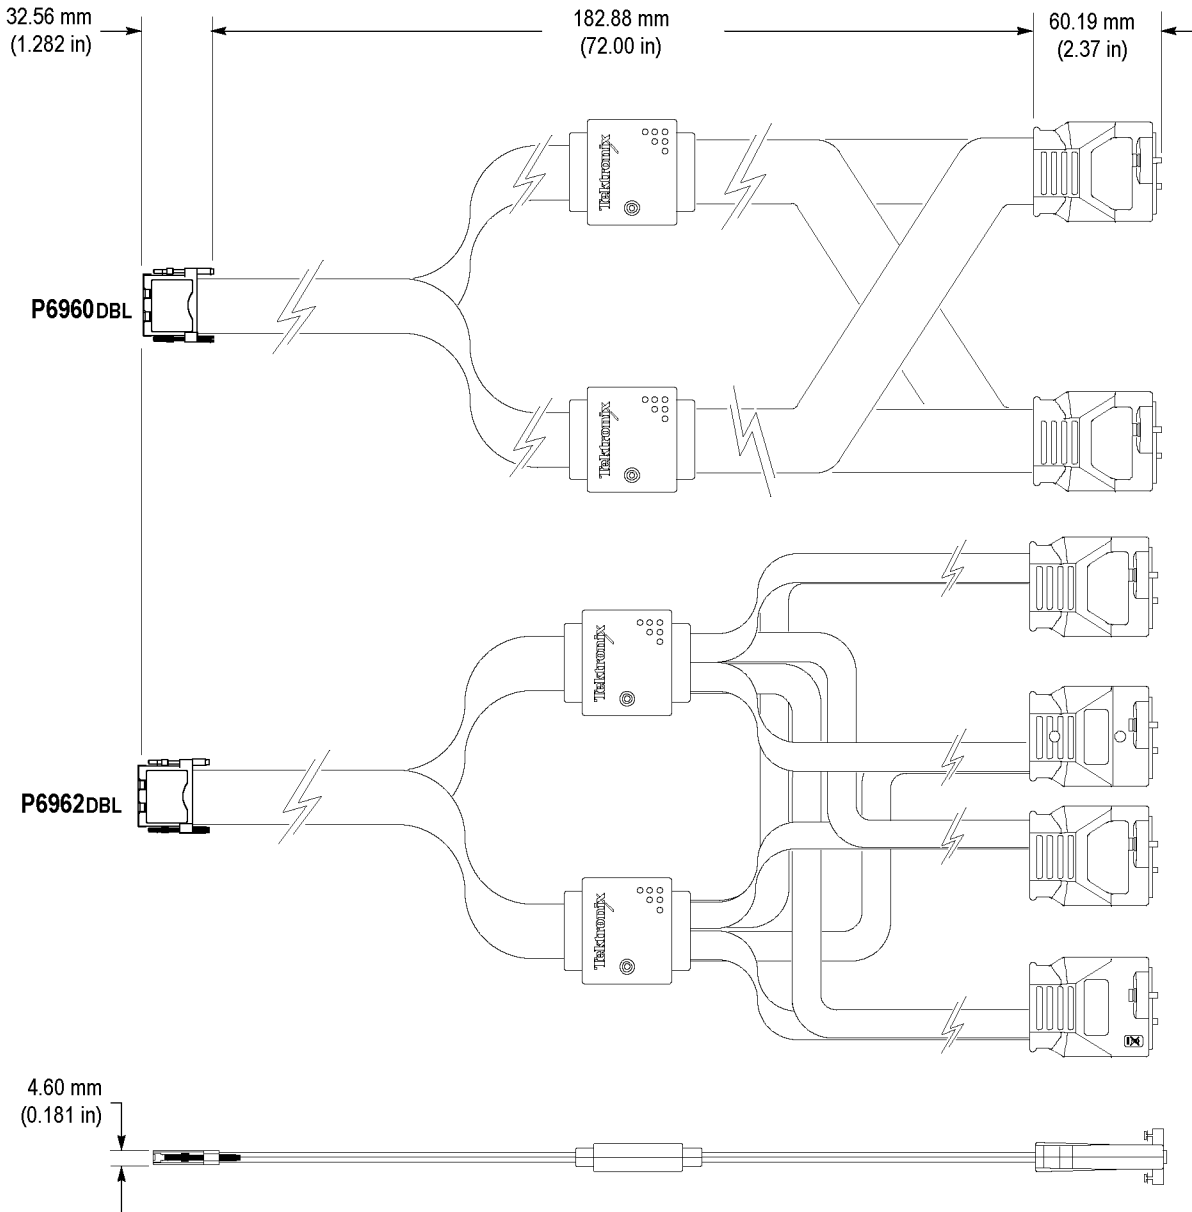 32.56 mm
(1.282 in)
182.88 mm
(72.00 in)
60.19 mm
(2.37 in)
Tektronix
P6960DBL
Tektronix
Tektronix
P6962DBL
Tektronix
4.60 mm
(0.181 in)